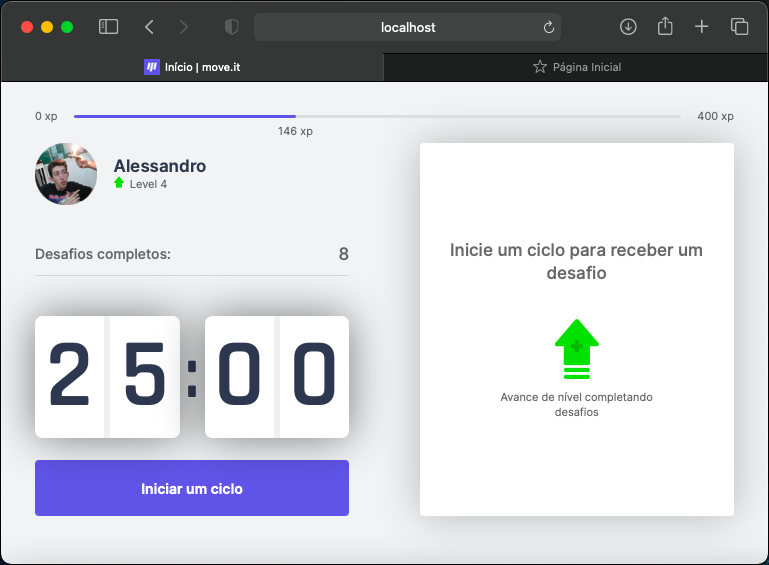 localhost
Início | move.it
Página Inicial
0 xp
146 xp
400 xp
Alessandro
Level 4
Desafios completos: 8
25:00
Iniciar um ciclo
Inicie um ciclo para receber um
desafio
Avance de nível completando
desafios